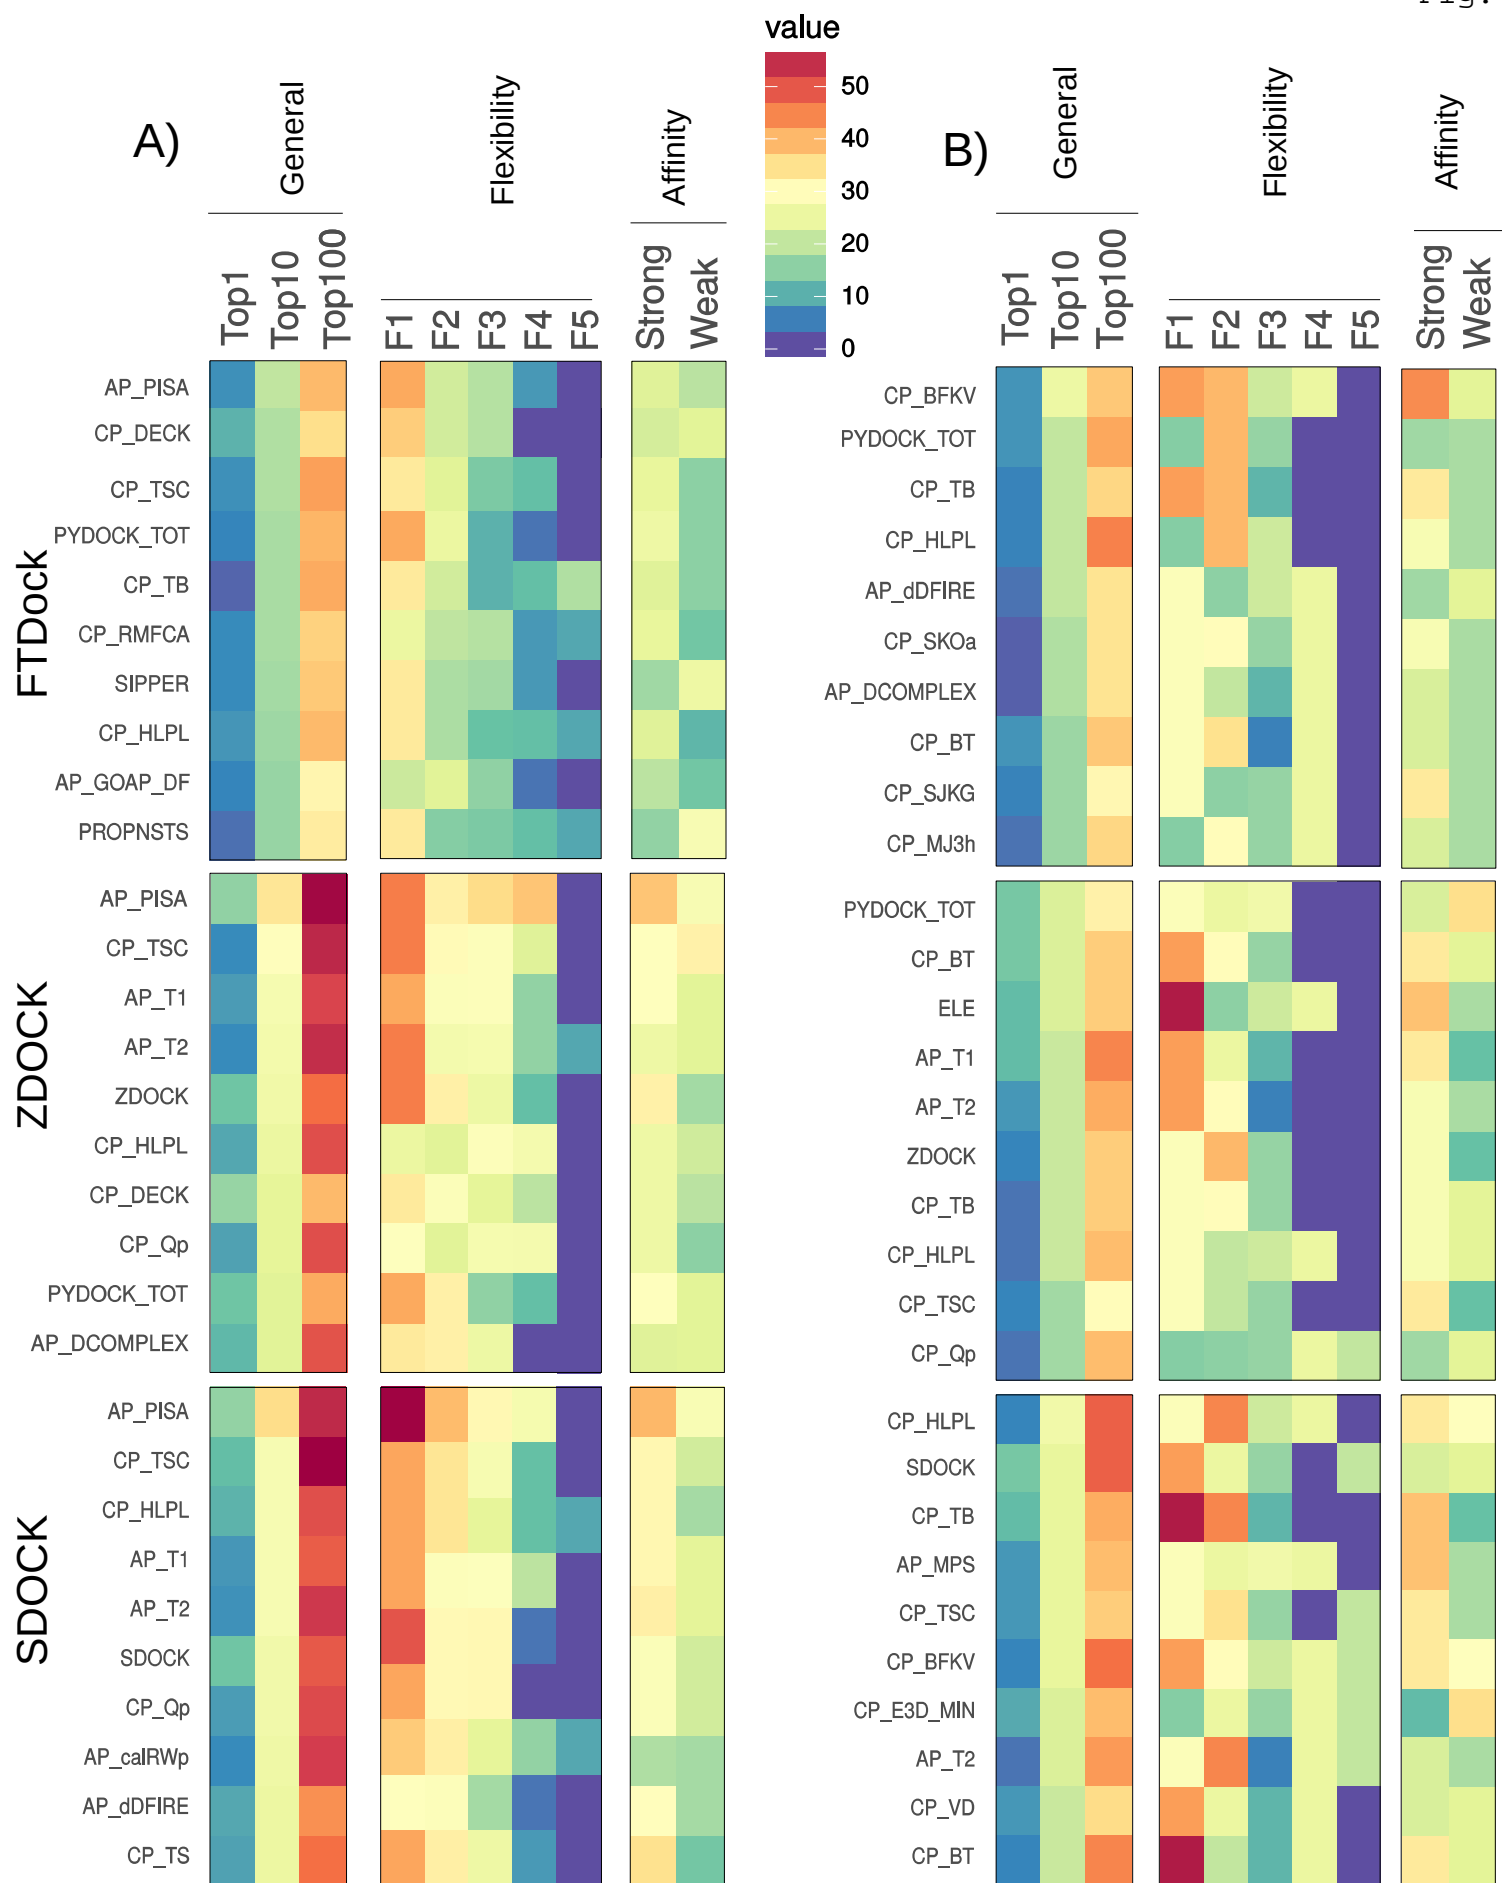 Fig.
value
50
40
30
20
10
0
A)
General
Flexibility
Affinity
Top1
Top10
Top100
F1
F2
F3
F4
F5
Strong
Weak
B)
General
Flexibility
Affinity
Top1
Top10
Top100
F1
F2
F3
F4
F5
Strong
Weak
FTDock
AP_PISA
CP_DECK
CP_TSC
PYDOCK_TOT
CP_TB
CP_RMFCA
SIPPER
CP_HLPL
AP_GOAP_DF
PROPNSTS
ZDOCK
AP_PISA
CP_TSC
AP_T1
AP_T2
ZDOCK
CP_HLPL
CP_DECK
CP_Qp
PYDOCK_TOT
AP_DCOMPLEX
SDOCK
AP_PISA
CP_TSC
CP_HLPL
AP_T1
AP_T2
SDOCK
CP_Qp
AP_calRWp
AP_dDFIRE
CP_TS
CP_BFKV
PYDOCK_TOT
CP_TB
CP_HLPL
AP_dDFIRE
CP_SKOa
AP_DCOMPLEX
CP_BT
CP_SJKG
CP_MJ3h
PYDOCK_TOT
CP_BT
ELE
AP_T1
AP_T2
ZDOCK
CP_TB
CP_HLPL
CP_TSC
CP_Qp
CP_HLPL
SDOCK
CP_TB
AP_MPS
CP_TSC
CP_BFKV
CP_E3D_MIN
AP_T2
CP_VD
CP_BT